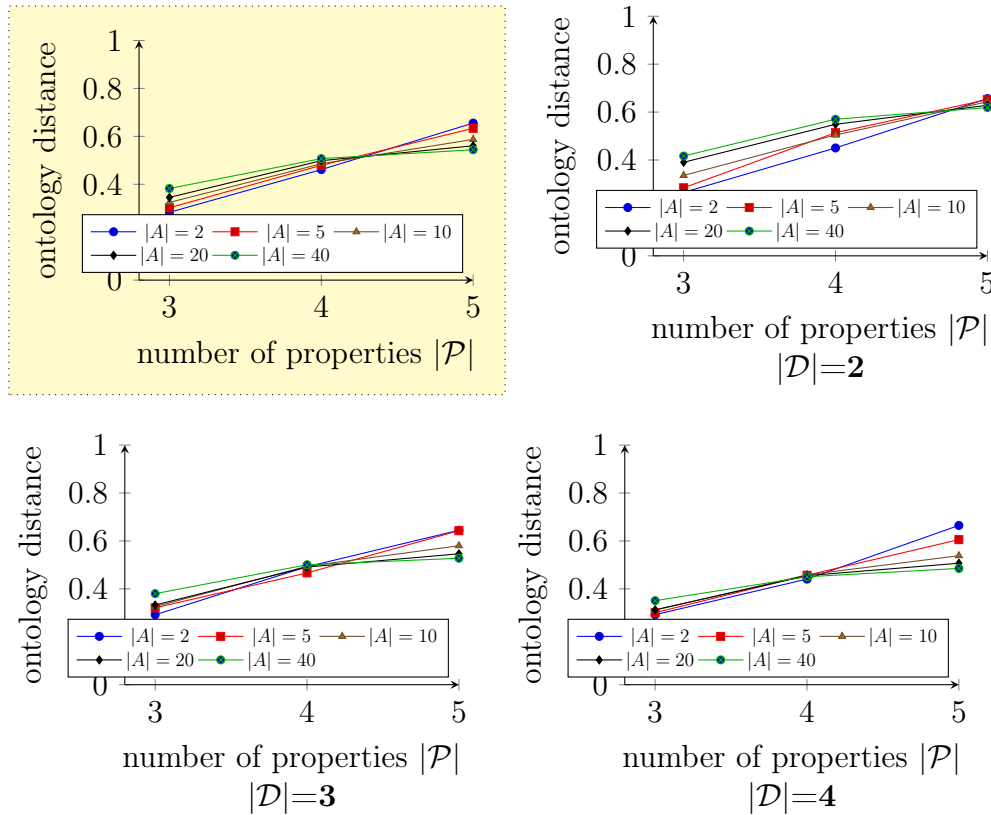 1
0.8
0.6
0.4
0
ontology distance
|A| = 2 |A| = 5 |A| = 10
|A| = 20 |A| = 40
3 4 5
number of properties |𝒫|
1
0.8
0.6
0.4
0
ontology distance
|A| = 2 |A| = 5 |A| = 10
|A| = 20 |A| = 40
3 4 5
number of properties |𝒫|
|𝒟|=2
1
0.8
0.6
0.4
0
ontology distance
|A| = 2 |A| = 5 |A| = 10
|A| = 20 |A| = 40
3 4 5
number of properties |𝒫|
|𝒟|=3
1
0.8
0.6
0.4
0
ontology distance
|A| = 2 |A| = 5 |A| = 10
|A| = 20 |A| = 40
3 4 5
number of properties |𝒫|
|𝒟|=4